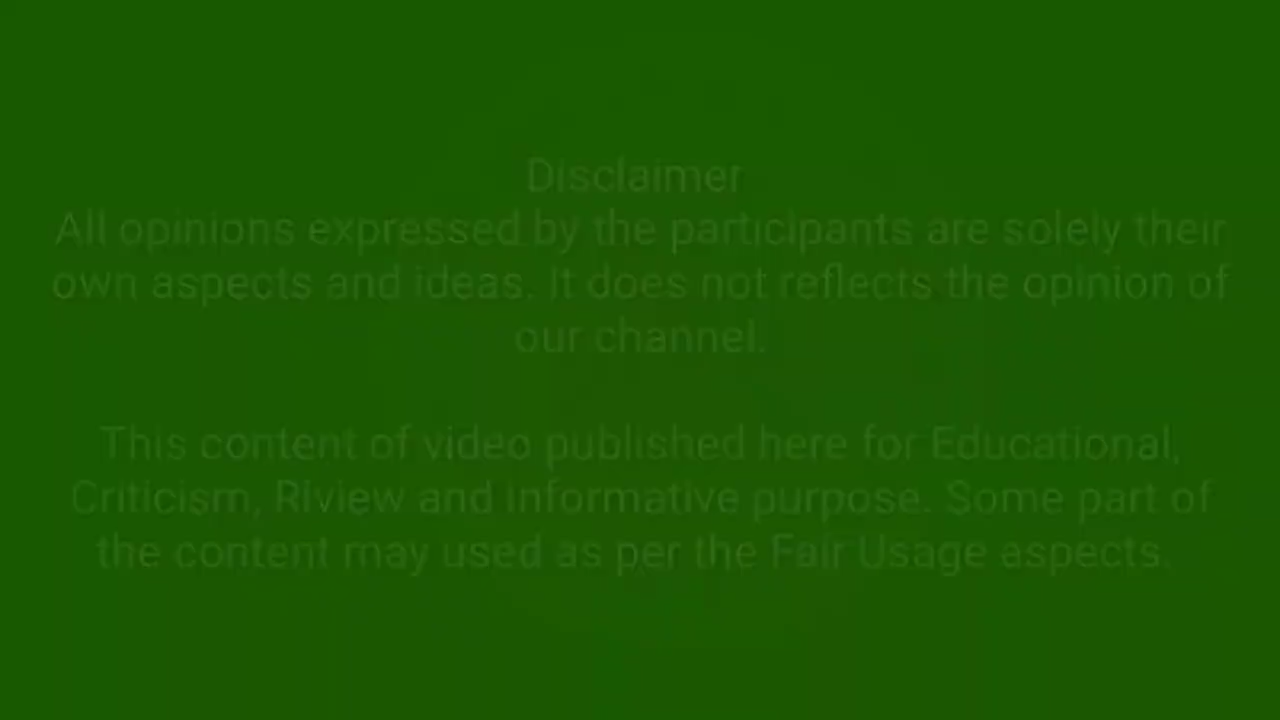 Disclaimer
All opinions expressed by the participants are solely their
own aspects and ideas. It does not reflects the opinion of
our channel.
This content of video published here for Educational,
Criticism, RIview and Informative purpose. Some part of
the content may used as per the Fair Usage aspects.